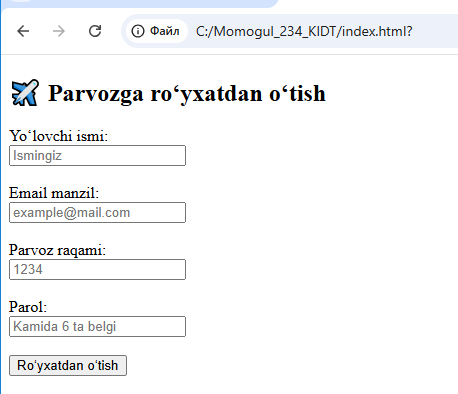 Файл C:/Momogul_234_KIDT/index.html?
✈️ Parvozga ro‘yxatdan o‘tish
Yo‘lovchi ismi:
Ismingiz
Email manzil:
example@mail.com
Parvoz raqami:
1234
Parol:
Kamida 6 ta belgi
Ro‘yxatdan o‘tish